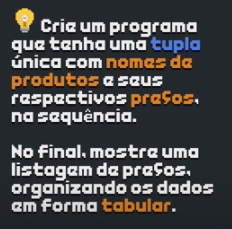 Crie um programa
que tenha uma tupla
única com nomes de
produtos e seus
respectivos preços,
na sequência.
No final, mostre uma
listagem de preços,
organizando os dados
em forma tabular.